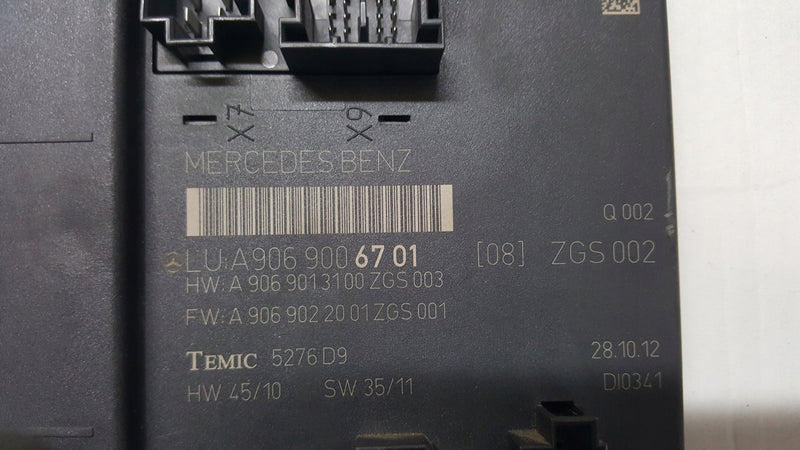 X7 X9
MERCEDES BENZ
Q 002
LU: A 906 900 67 01 [08] ZGS 002
HW: A 906 901 31 00 ZGS 003
FW: A 906 902 20 01 ZGS 001
TEMIC 5276 D9 28.10.12
HW 45/10 SW 35/11 DI0341